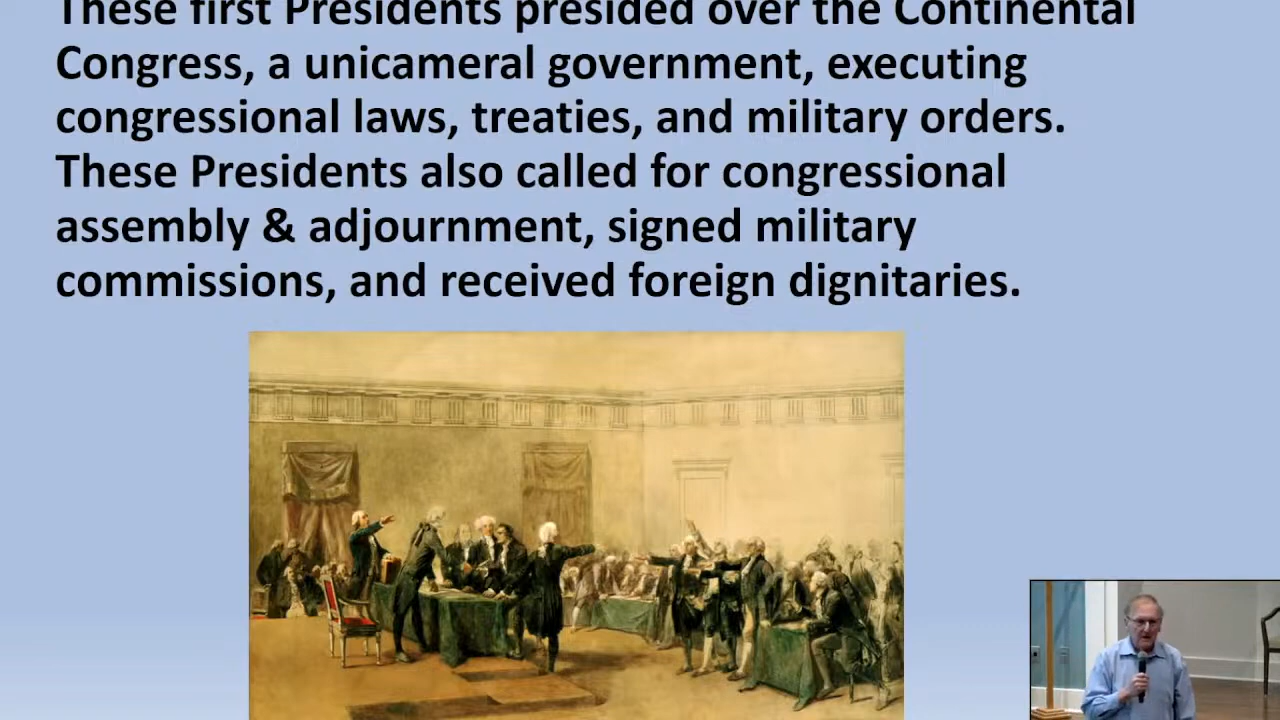 These first Presidents presided over the Continental
Congress, a unicameral government, executing
congressional laws, treaties, and military orders.
These Presidents also called for congressional
assembly & adjournment, signed military
commissions, and received foreign dignitaries.